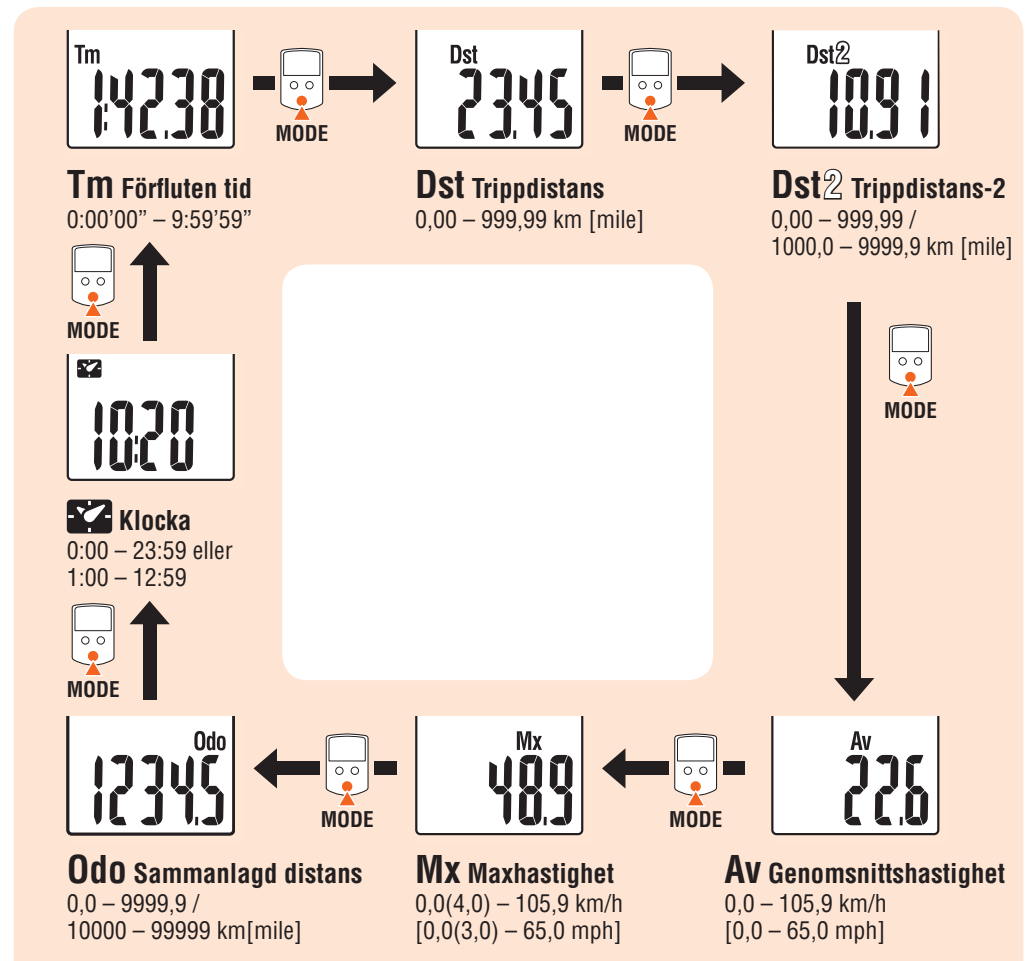 Tm
1:42.38
MODE
Dst
23.45
MODE
Dst2
10.91
Tm Förfluten tid
0:00’00” – 9:59’59”
Dst Trippdistans
0,00 – 999,99 km [mile]
Dst2 Trippdistans-2
0,00 – 999,99 /
1000,0 – 9999,9 km [mile]
MODE
MODE
10:20
Klocka
0:00 – 23:59 eller
1:00 – 12:59
MODE
Odo
1234.5
MODE
Mx
48.9
MODE
Av
22.6
Odo Sammanlagd distans
0,0 – 9999,9 /
10000 – 99999 km[mile]
Mx Maxhastighet
0,0(4,0) – 105,9 km/h
[0,0(3,0) – 65,0 mph]
Av Genomsnittshastighet
0,0 – 105,9 km/h
[0,0 – 65,0 mph]